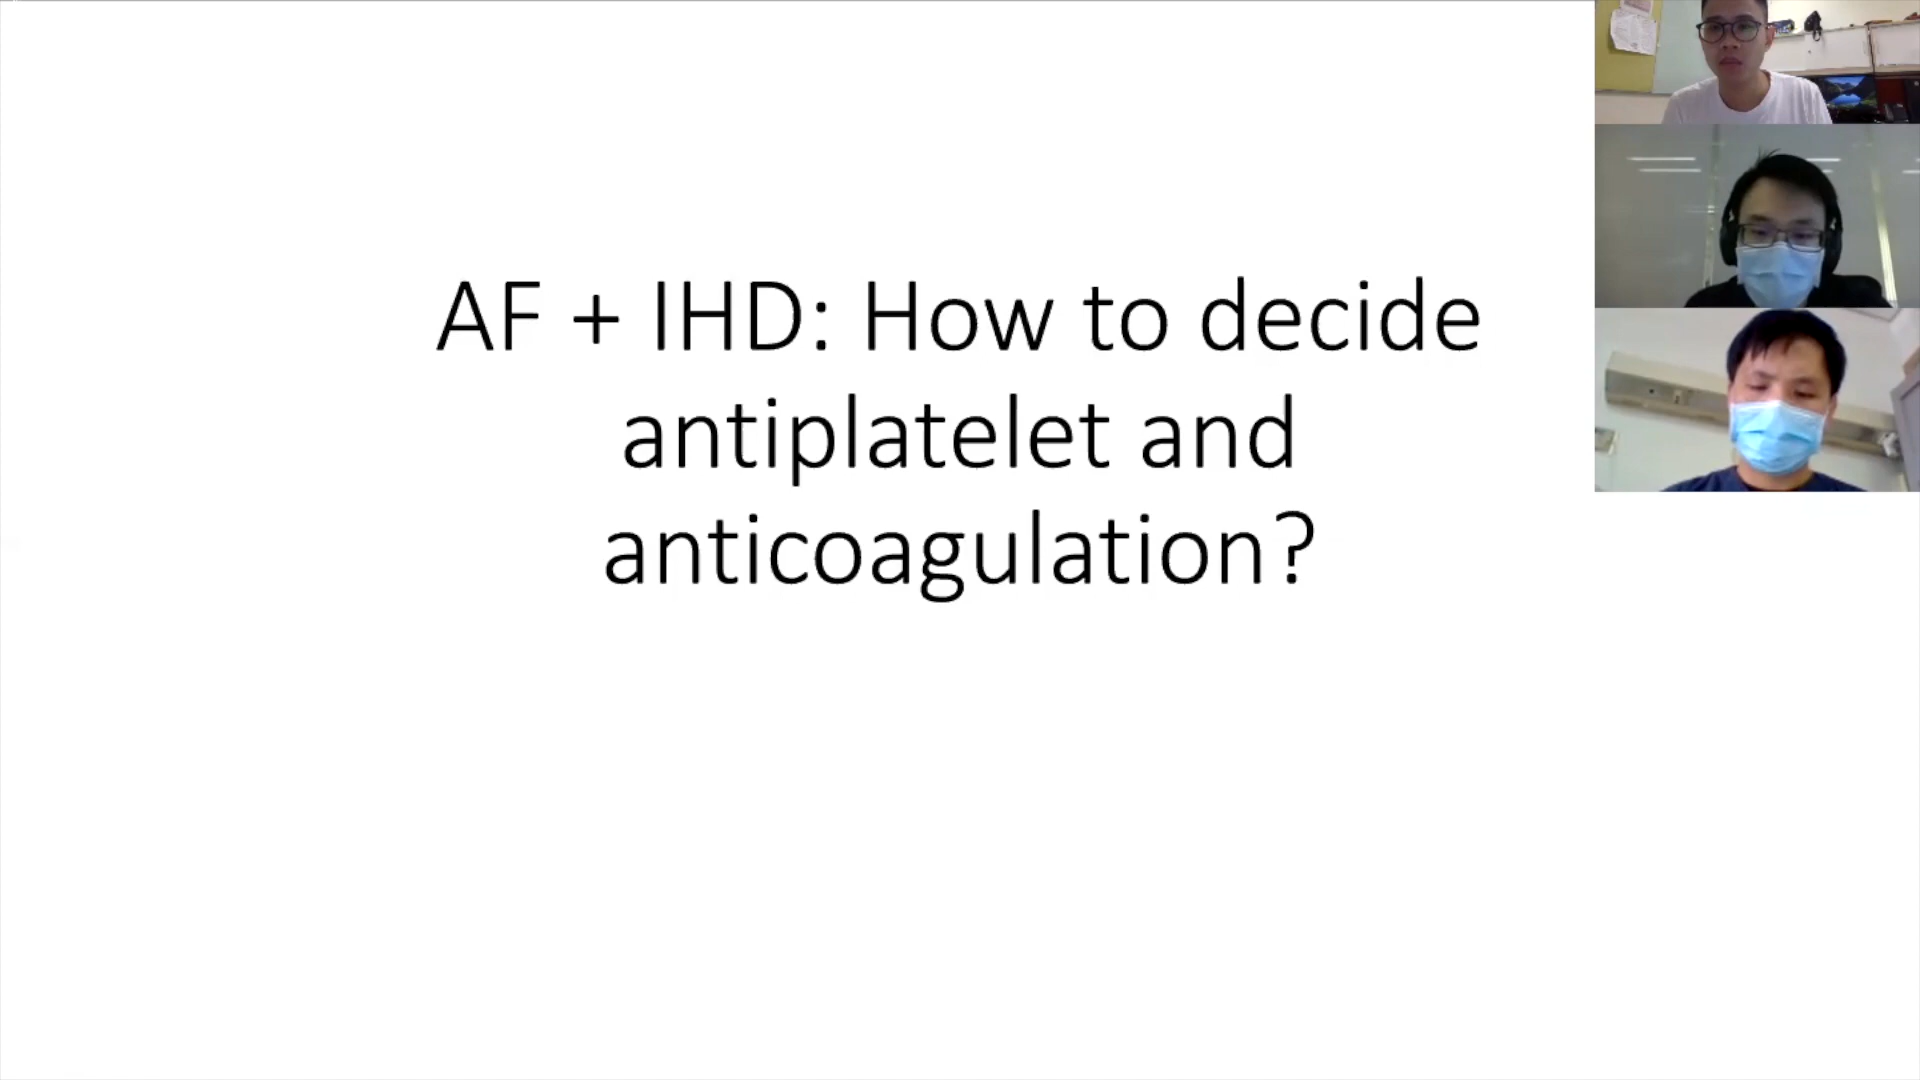 AF + IHD: How to decide
antiplatelet and
anticoagulation?